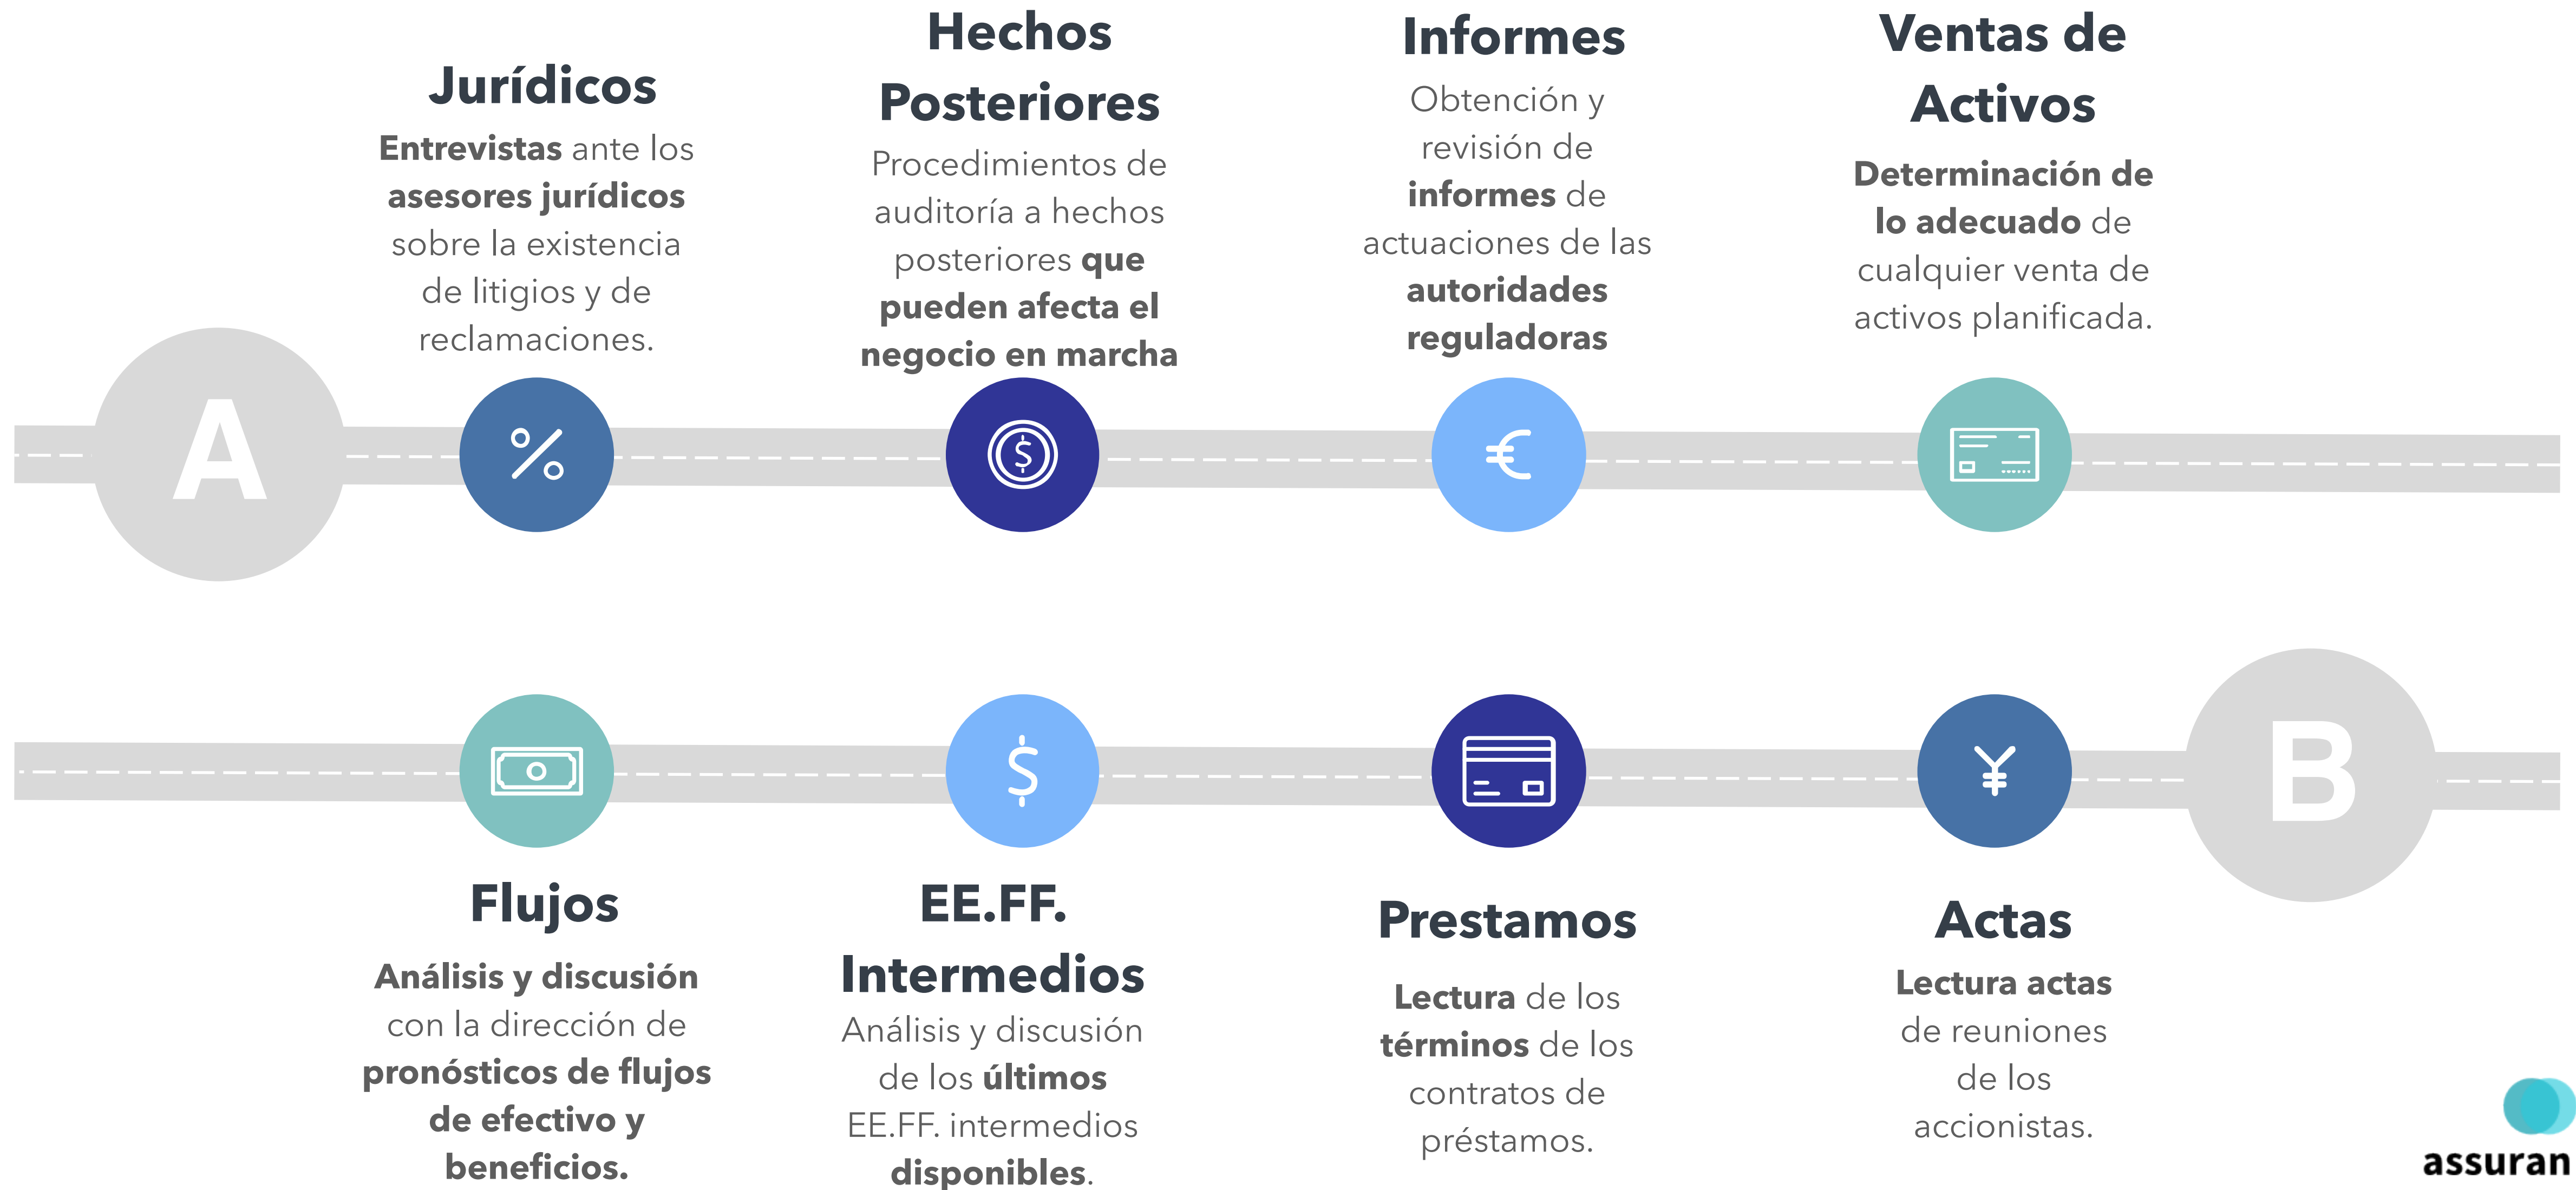 Jurídicos
Entrevistas ante los
asesores jurídicos
sobre la existencia
de litigios y de
reclamaciones.
Hechos
Posteriores
Procedimientos de
auditoría a hechos
posteriores que
pueden afecta el
negocio en marcha
Informes
Obtención y
revisión de
informes de
actuaciones de las
autoridades
reguladoras
Ventas de
Activos
Determinación de
lo adecuado de
cualquier venta de
activos planificada.
A
%
$
€
$
¥
B
Flujos
Análisis y discusión
con la dirección de
pronósticos de flujos
de efectivo y
beneficios.
EE.FF.
Intermedios
Análisis y discusión
de los últimos
EE.FF. intermedios
disponibles.
Prestamos
Lectura de los
términos de los
contratos de
préstamos.
Actas
Lectura actas
de reuniones
de los
accionistas.
assuran